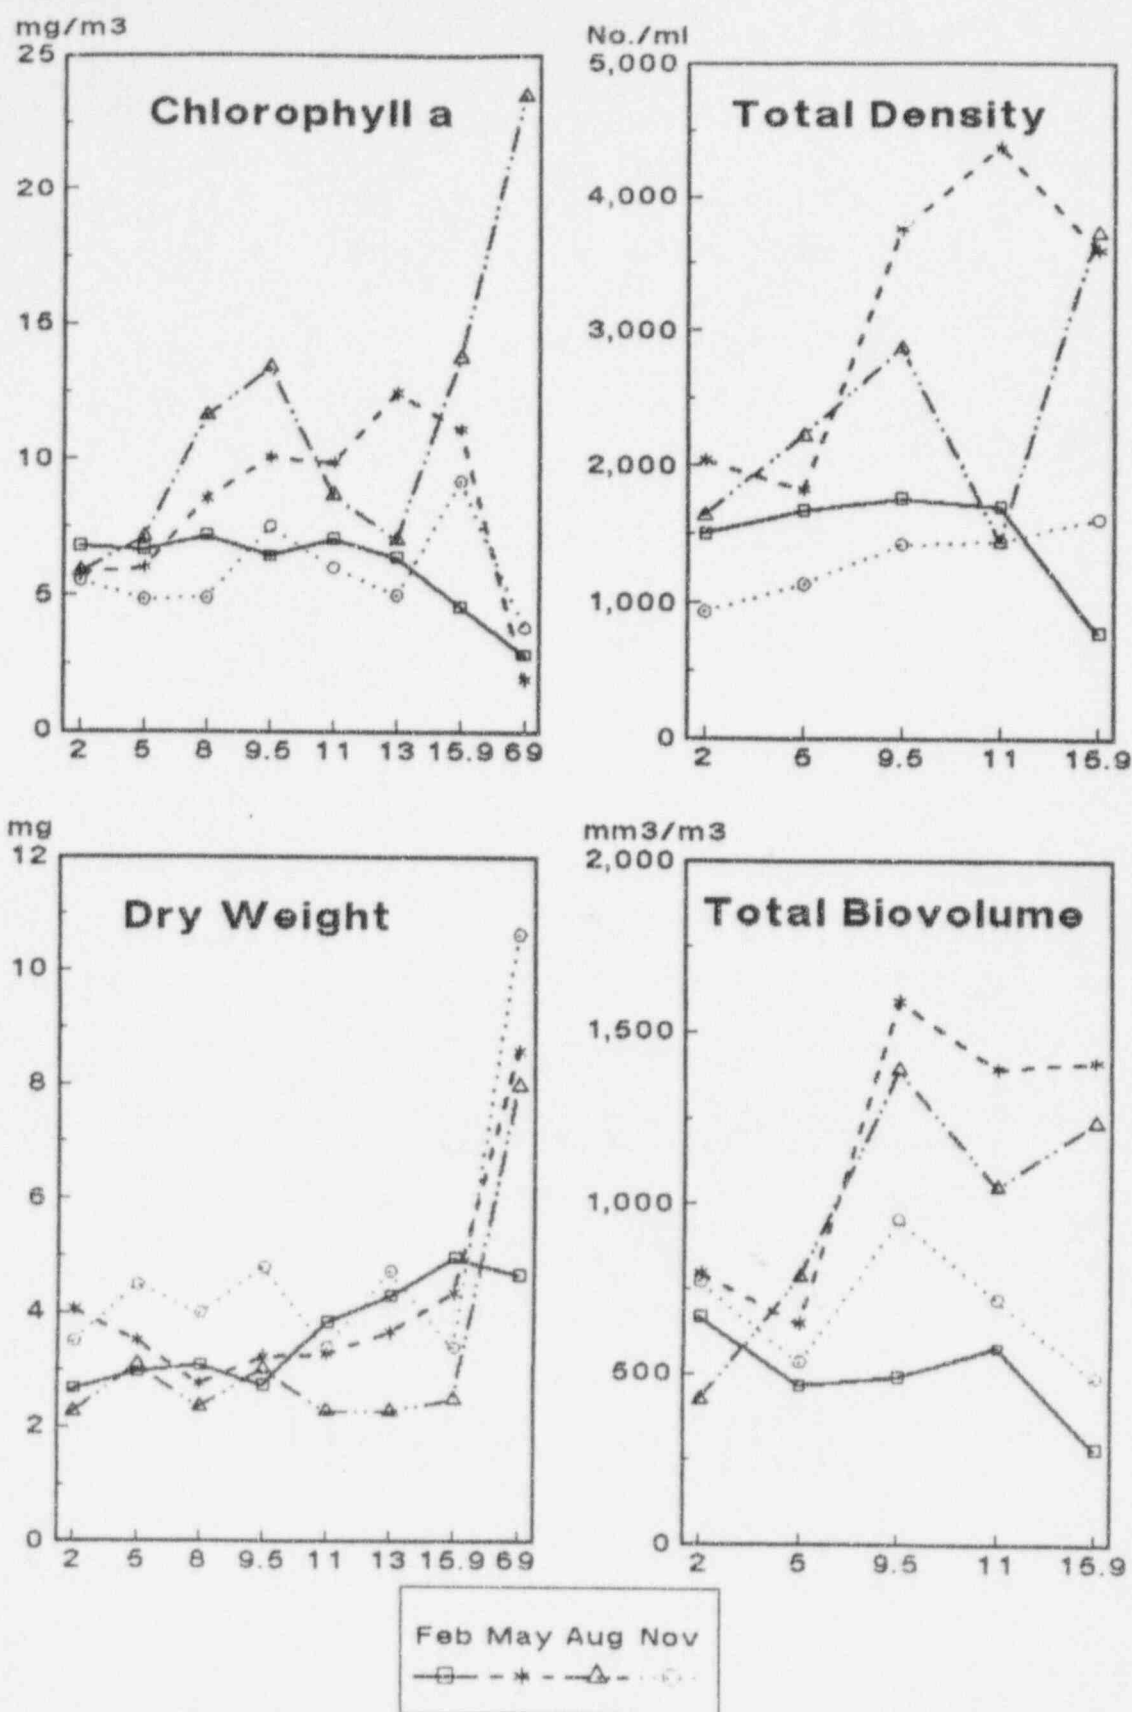 mg/m3
25
Chlorophyll a
20
15
10
5
0
2 5 8 9.5 11 13 15.9 69
No./ml
5,000
Total Density
4,000
3,000
2,000
1,000
0
2 5 9.5 11 15.9
mg
12
Dry Weight
10
8
6
4
2
0
2 5 8 9.5 11 13 15.9 69
mm3/m3
2,000
Total Biovolume
1,500
1,000
500
0
2 5 9.5 11 15.9
Feb May Aug Nov